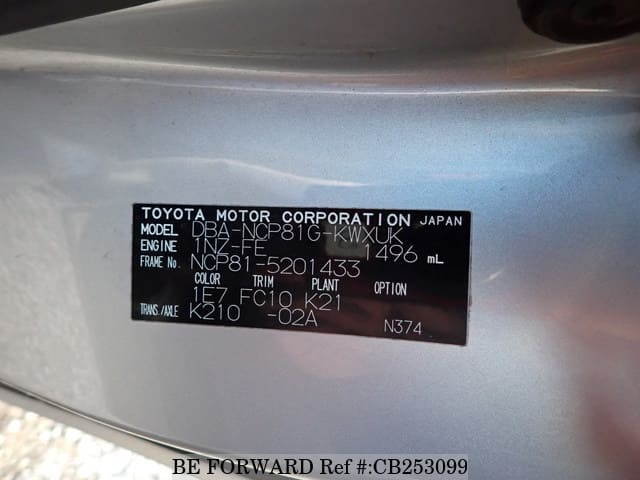 TOYOTA MOTOR CORPORATION JAPAN
MODEL DBA-NCP81G-KWXUK
ENGINE 1NZ-FE 1496 mL
FRAME No. NCP81-5201433
COLOR TRIM PLANT OPTION
1E7 FC10 K21
TRANS./AXLE K210 -02A N374
BE FORWARD Ref #:CB253099